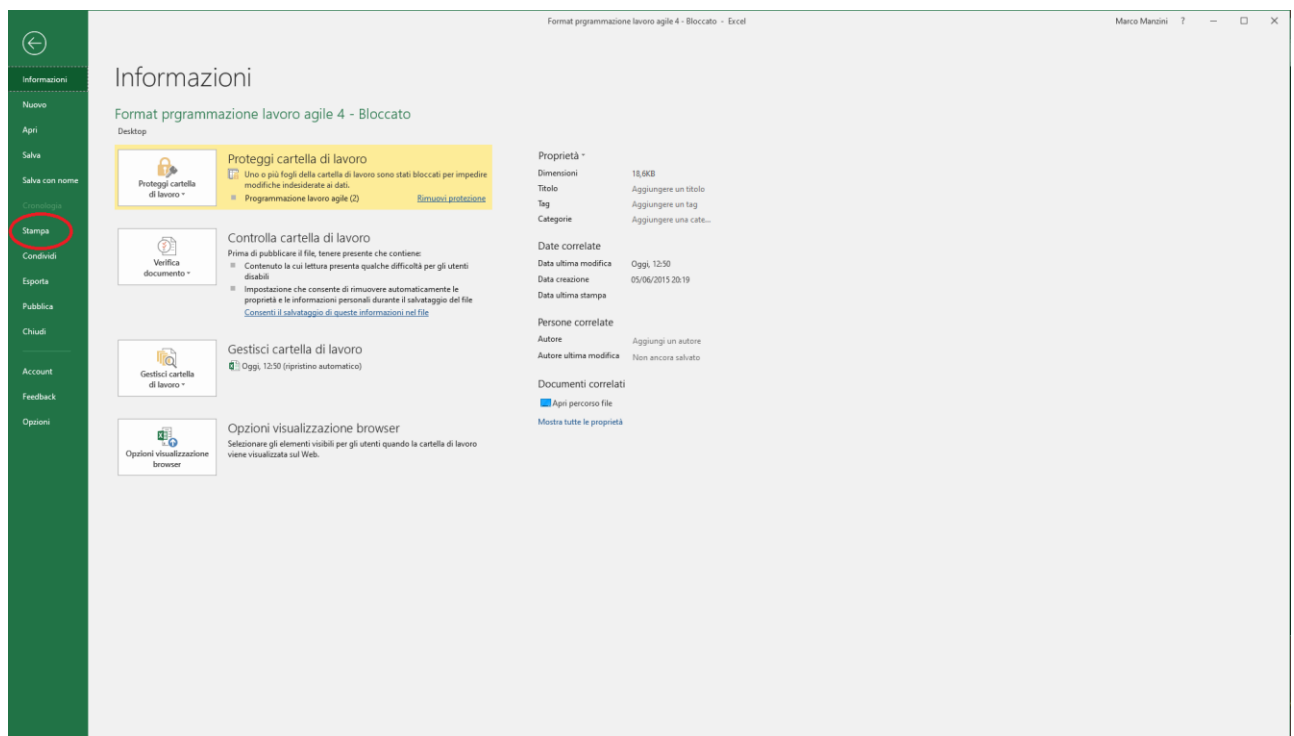 Format prgrammazione lavoro agile 4 - Bloccato - Excel
Marco Manzini ?
Informazioni
Nuovo
Apri
Salva
Salva con nome
Cronologia
Stampa
Condividi
Esporta
Pubblica
Chiudi
Account
Feedback
Opzioni
Informazioni
Format prgrammazione lavoro agile 4 - Bloccato
Desktop
Proteggi cartella
di lavoro
Proteggi cartella di lavoro
Uno o più fogli della cartella di lavoro sono stati bloccati per impedire
modifiche indesiderate ai dati.
Programmazione lavoro agile (2) Rimuovi protezione
Verifica
documento
Controlla cartella di lavoro
Prima di pubblicare il file, tenere presente che contiene:
Contenuto la cui lettura presenta qualche difficoltà per gli utenti
disabili
Impostazione che consente di rimuovere automaticamente le
proprietà e le informazioni personali durante il salvataggio del file
Consenti il salvataggio di queste informazioni nel file
Gestisci cartella
di lavoro
Gestisci cartella di lavoro
Oggi, 12:50 (ripristino automatico)
Opzioni visualizzazione
browser
Opzioni visualizzazione browser
Selezionare gli elementi visibili per gli utenti quando la cartella di lavoro
viene visualizzata sul Web.
Proprietà
Dimensioni 18,6KB
Titolo Aggiungere un titolo
Tag Aggiungere un tag
Categorie Aggiungere una cate...
Date correlate
Data ultima modifica Oggi, 12:50
Data creazione 05/06/2015 20:19
Data ultima stampa
Persone correlate
Autore Aggiungi un autore
Autore ultima modifica Non ancora salvato
Documenti correlati
Apri percorso file
Mostra tutte le proprietà